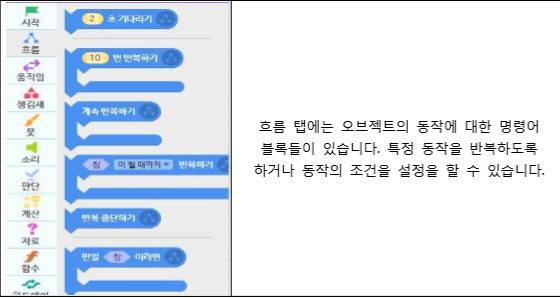 시작
흐름
움직임
생김새
붓
소리
판단
계산
자료
함수
하드웨어
2 초 기다리기
10 번 반복하기
계속 반복하기
참 이 될 때까지 ▼ 반복하기
반복 중단하기
만일 참 이라면
흐름 탭에는 오브젝트의 동작에 대한 명령어
블록들이 있습니다. 특정 동작을 반복하도록
하거나 동작의 조건을 설정을 할 수 있습니다.